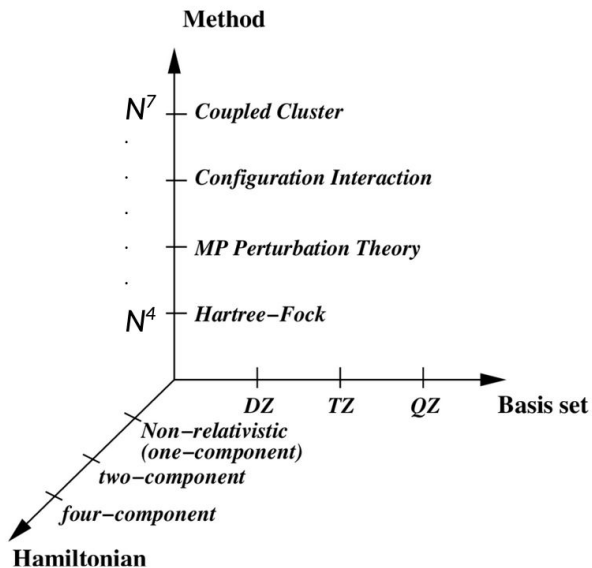 Method
N⁷ Coupled Cluster
Configuration Interaction
MP Perturbation Theory
N⁴ Hartree−Fock
DZ TZ QZ
Basis set
Non−relativistic
(one−component)
two−component
four−component
Hamiltonian